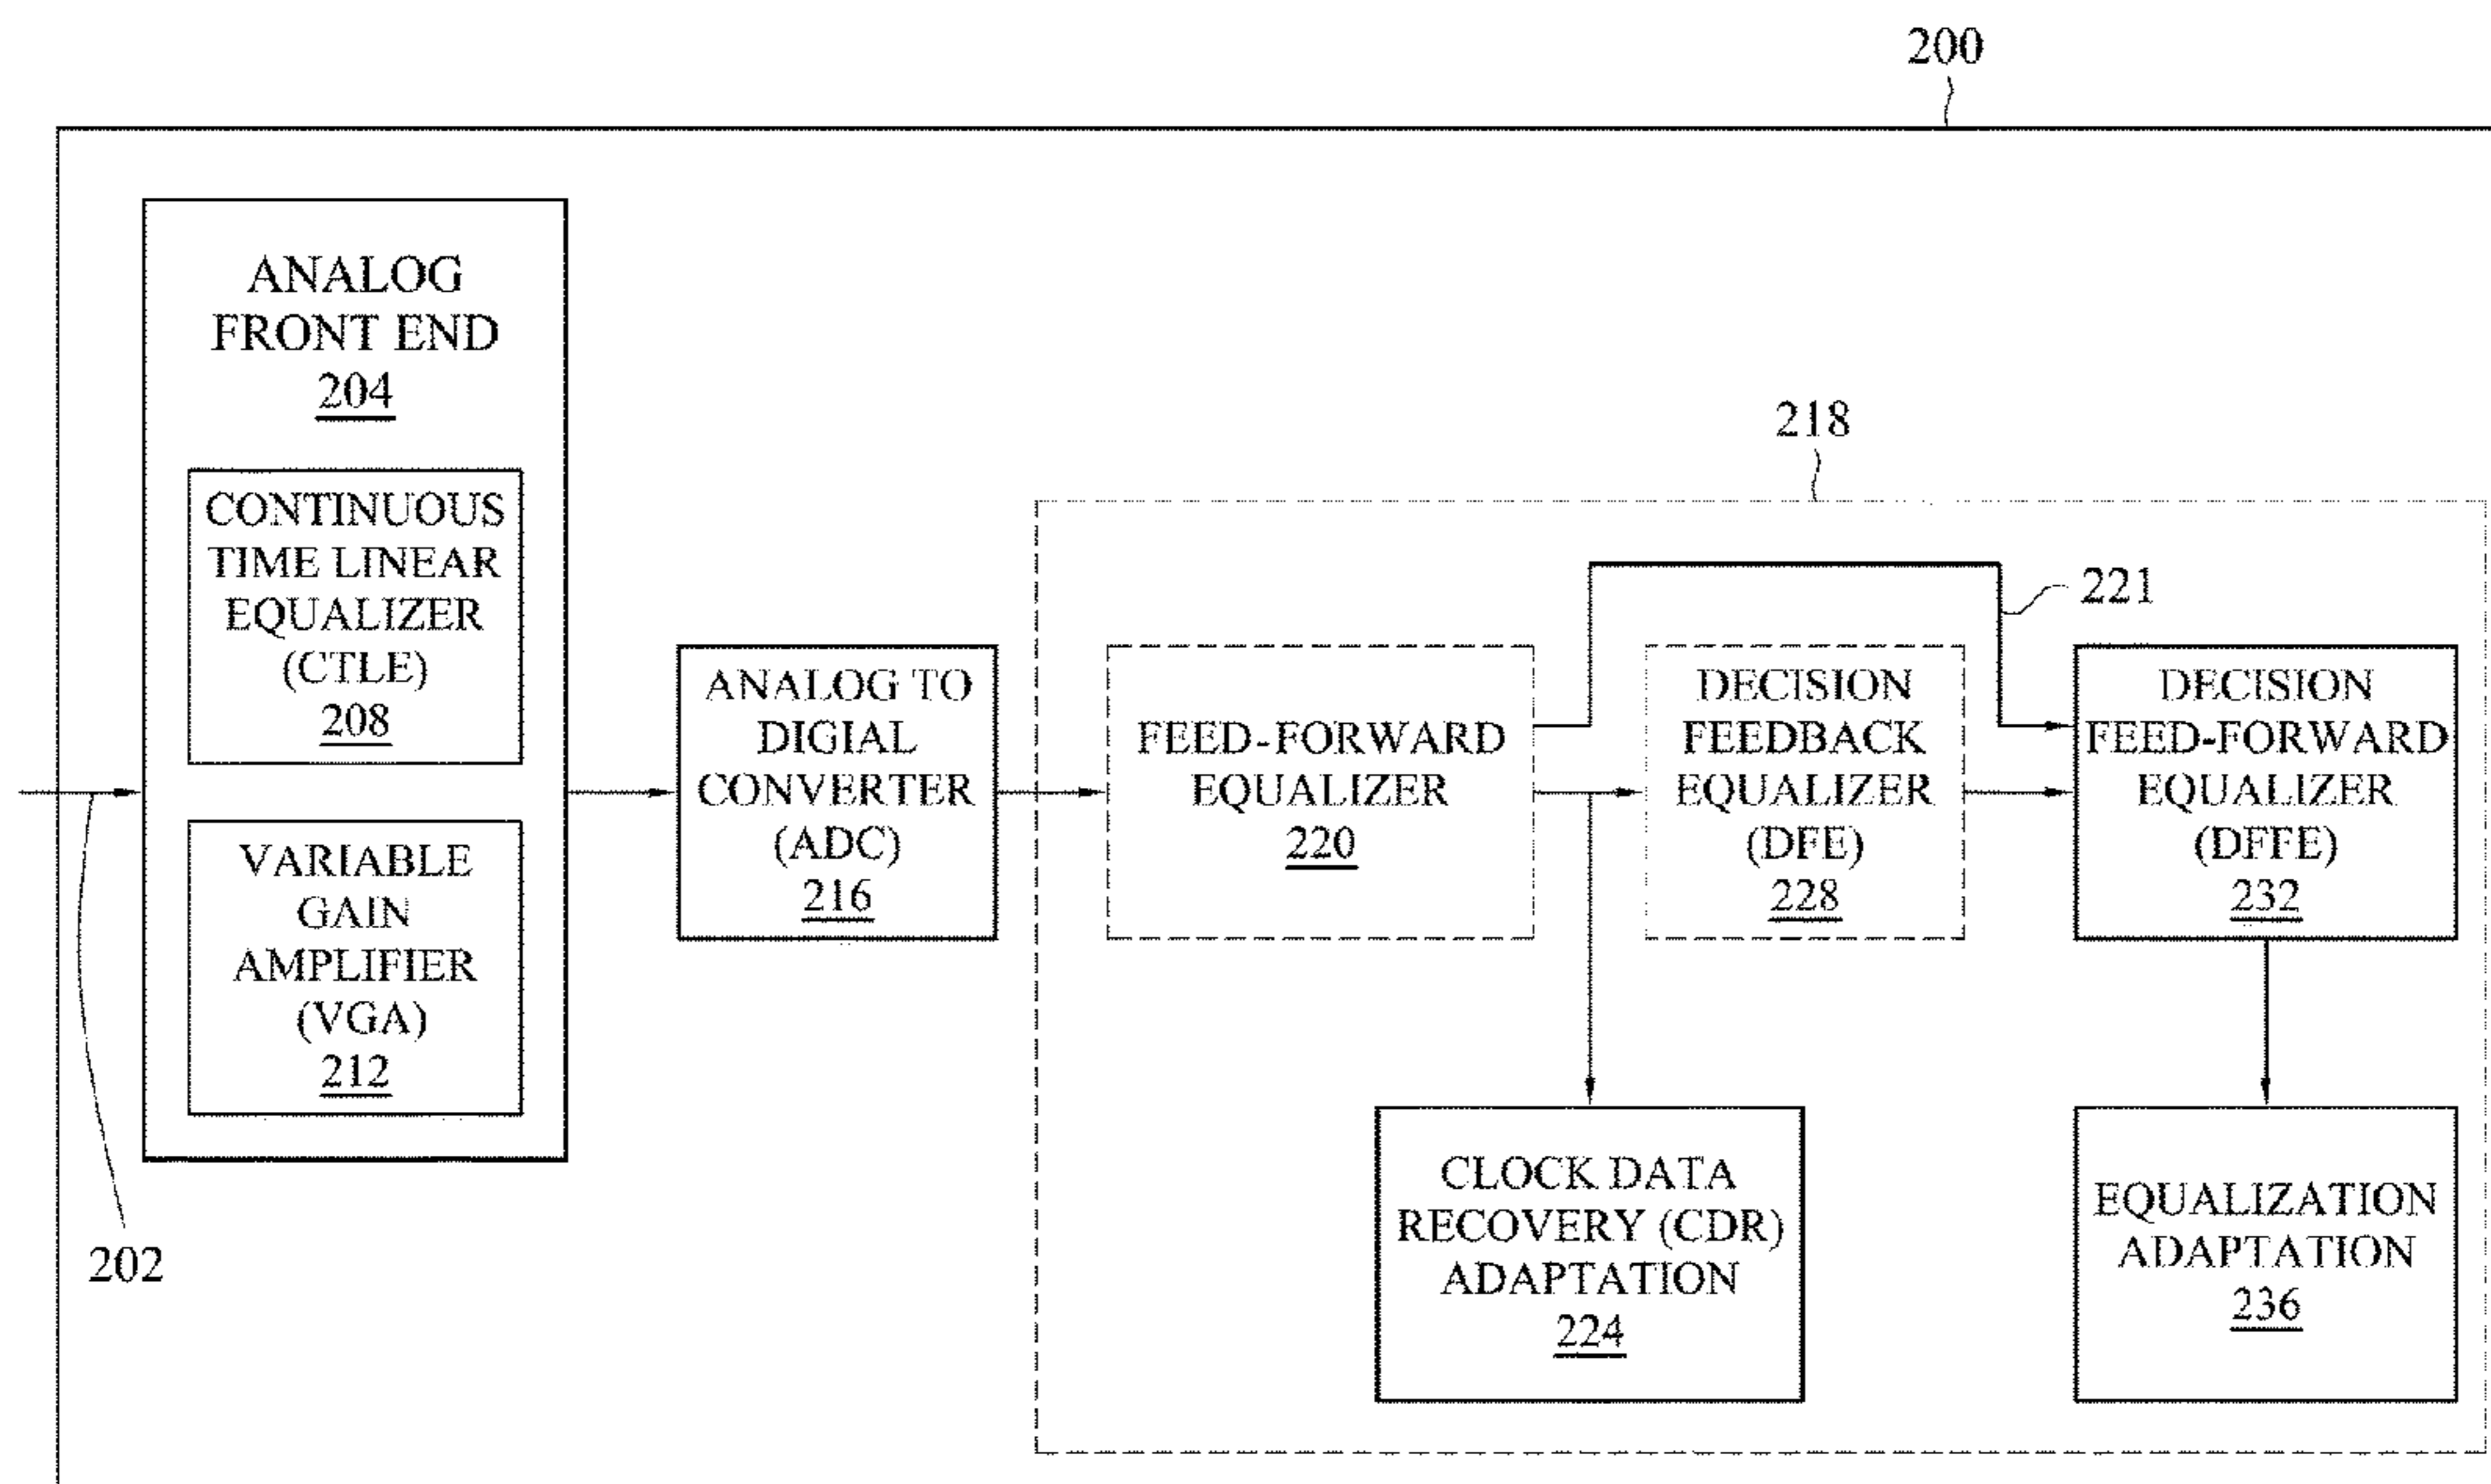 200
ANALOG
FRONT END
204
CONTINUOUS
TIME LINEAR
EQUALIZER
(CTLE)
208
VARIABLE
GAIN
AMPLIFIER
(VGA)
212
202
ANALOG TO
DIGIAL
CONVERTER
(ADC)
216
218
FEED-FORWARD
EQUALIZER
220
221
DECISION
FEEDBACK
EQUALIZER
(DFE)
228
DECISION
FEED-FORWARD
EQUALIZER
(DFFE)
232
CLOCK DATA
RECOVERY (CDR)
ADAPTATION
224
EQUALIZATION
ADAPTATION
236